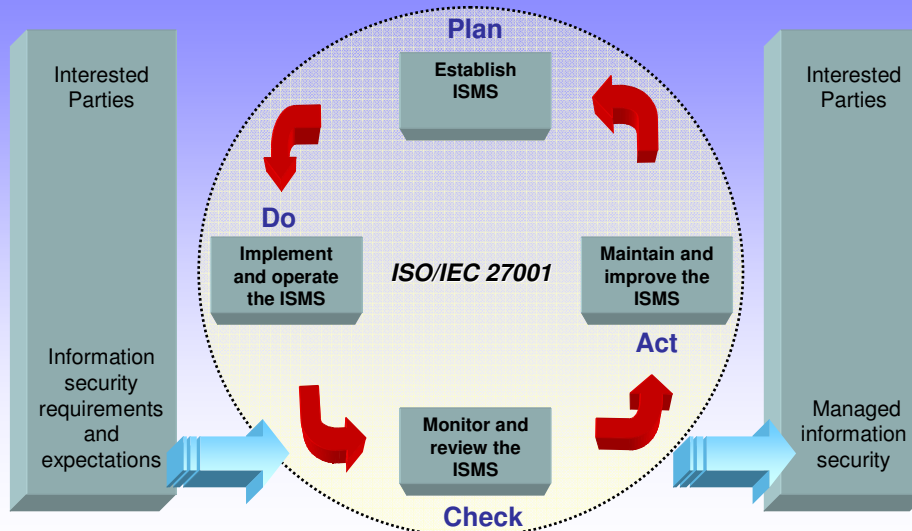 Plan
Interested
Parties
Establish
ISMS
Interested
Parties
Do
Implement
and operate
the ISMS
ISO/IEC 27001
Maintain and
improve the
ISMS
Act
Information
security
requirements
and
expectations
Monitor and
review the
ISMS
Managed
information
security
Check